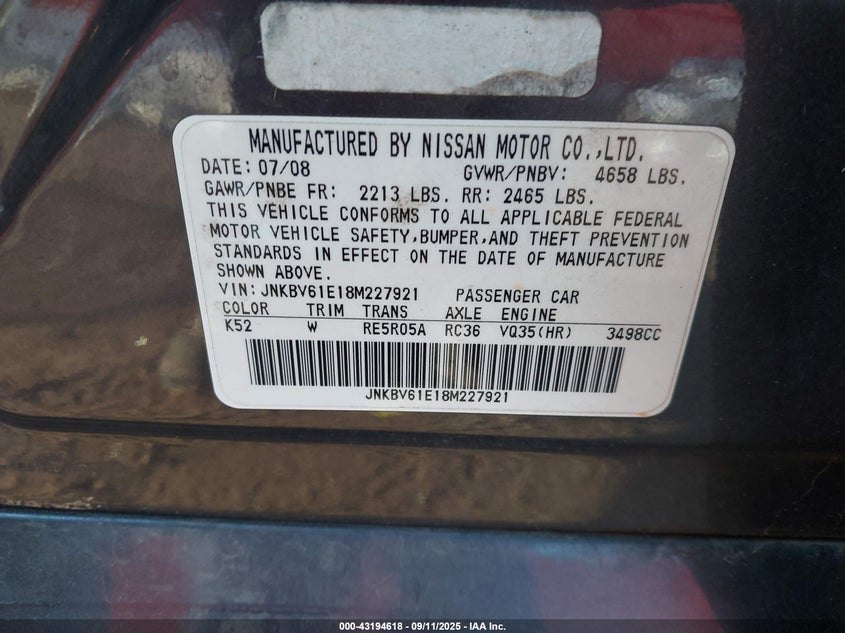 MANUFACTURED BY NISSAN MOTOR CO.,LTD.
DATE: 07/08 GVWR/PNBV: 4658 LBS.
GAWR/PNBE FR: 2213 LBS. RR: 2465 LBS.
THIS VEHICLE CONFORMS TO ALL APPLICABLE FEDERAL
MOTOR VEHICLE SAFETY,BUMPER,AND THEFT PREVENTION
STANDARDS IN EFFECT ON THE DATE OF MANUFACTURE
SHOWN ABOVE.
VIN: JNKBV61E18M227921 PASSENGER CAR
COLOR TRIM TRANS AXLE ENGINE
K52 W RE5R05A RC36 VQ35(HR) 3498CC
JNKBV61E18M227921
000-43194618 - 09/11/2025 - IAA Inc.